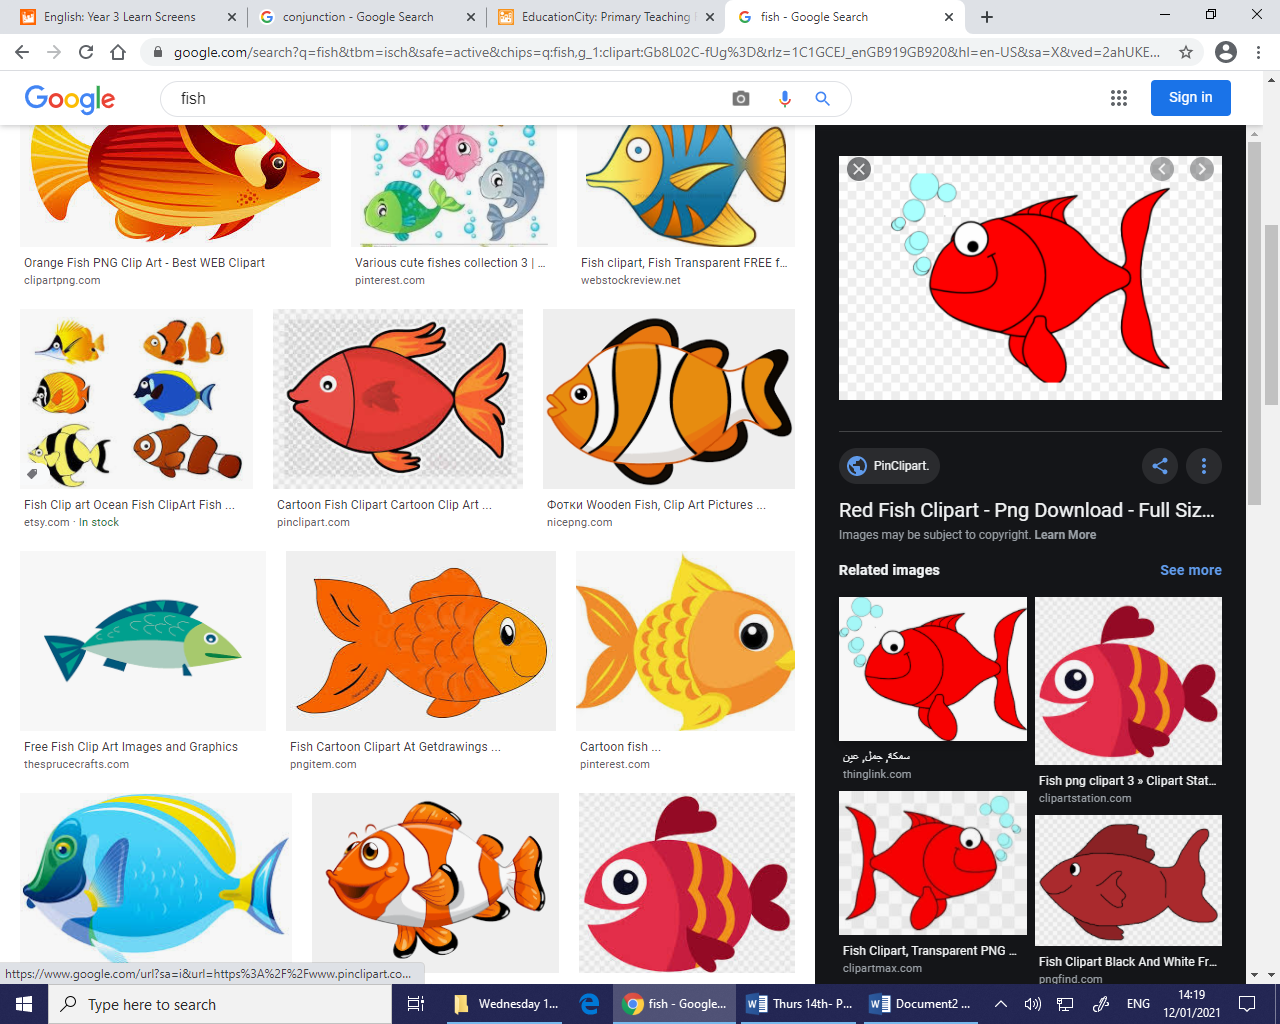 English: Year 3 Learn Screens
conjunction - Google Search
EducationCity: Primary Teaching
fish - Google Search
google.com/search?q=fish&tbm=isch&safe=active&chips=q:fish,g_1:clipart:Gb8L02C-fUg%3D&rlz=1C1GCEJ_enGB919GB920&hl=en-US&sa=X&ved=2ahUKE...
Google
fish
Sign in
Orange Fish PNG Clip Art - Best WEB Clipart
clipartpng.com
Various cute fishes collection 3 | ...
pinterest.com
Fish clipart, Fish Transparent FREE f...
webstockreview.net
Fish Clip art Ocean Fish ClipArt Fish ...
etsy.com · In stock
Cartoon Fish Clipart Cartoon Clip Art ...
pinclipart.com
Фотки Wooden Fish, Clip Art Pictures ...
nicepng.com
Free Fish Clip Art Images and Graphics
thesprucecrafts.com
Fish Cartoon Clipart At Getdrawings ...
pngitem.com
Cartoon fish ...
pinterest.com
PinClipart.
Red Fish Clipart - Png Download - Full Siz...
Images may be subject to copyright. Learn More
Related images
See more
سمكة, جمل, عين
thinglink.com
Fish png clipart 3 » Clipart Stat...
clipartstation.com
Fish Clipart, Transparent PNG ...
clipartmax.com
Fish Clipart Black And White Fr...
pngfind.com
https://www.google.com/url?sa=i&url=https%3A%2F%2Fwww.pinclipart.co...
Type here to search
Wednesday 1...
fish - Google...
Thurs 14th- P...
Document2 ...
ENG
14:19
12/01/2021